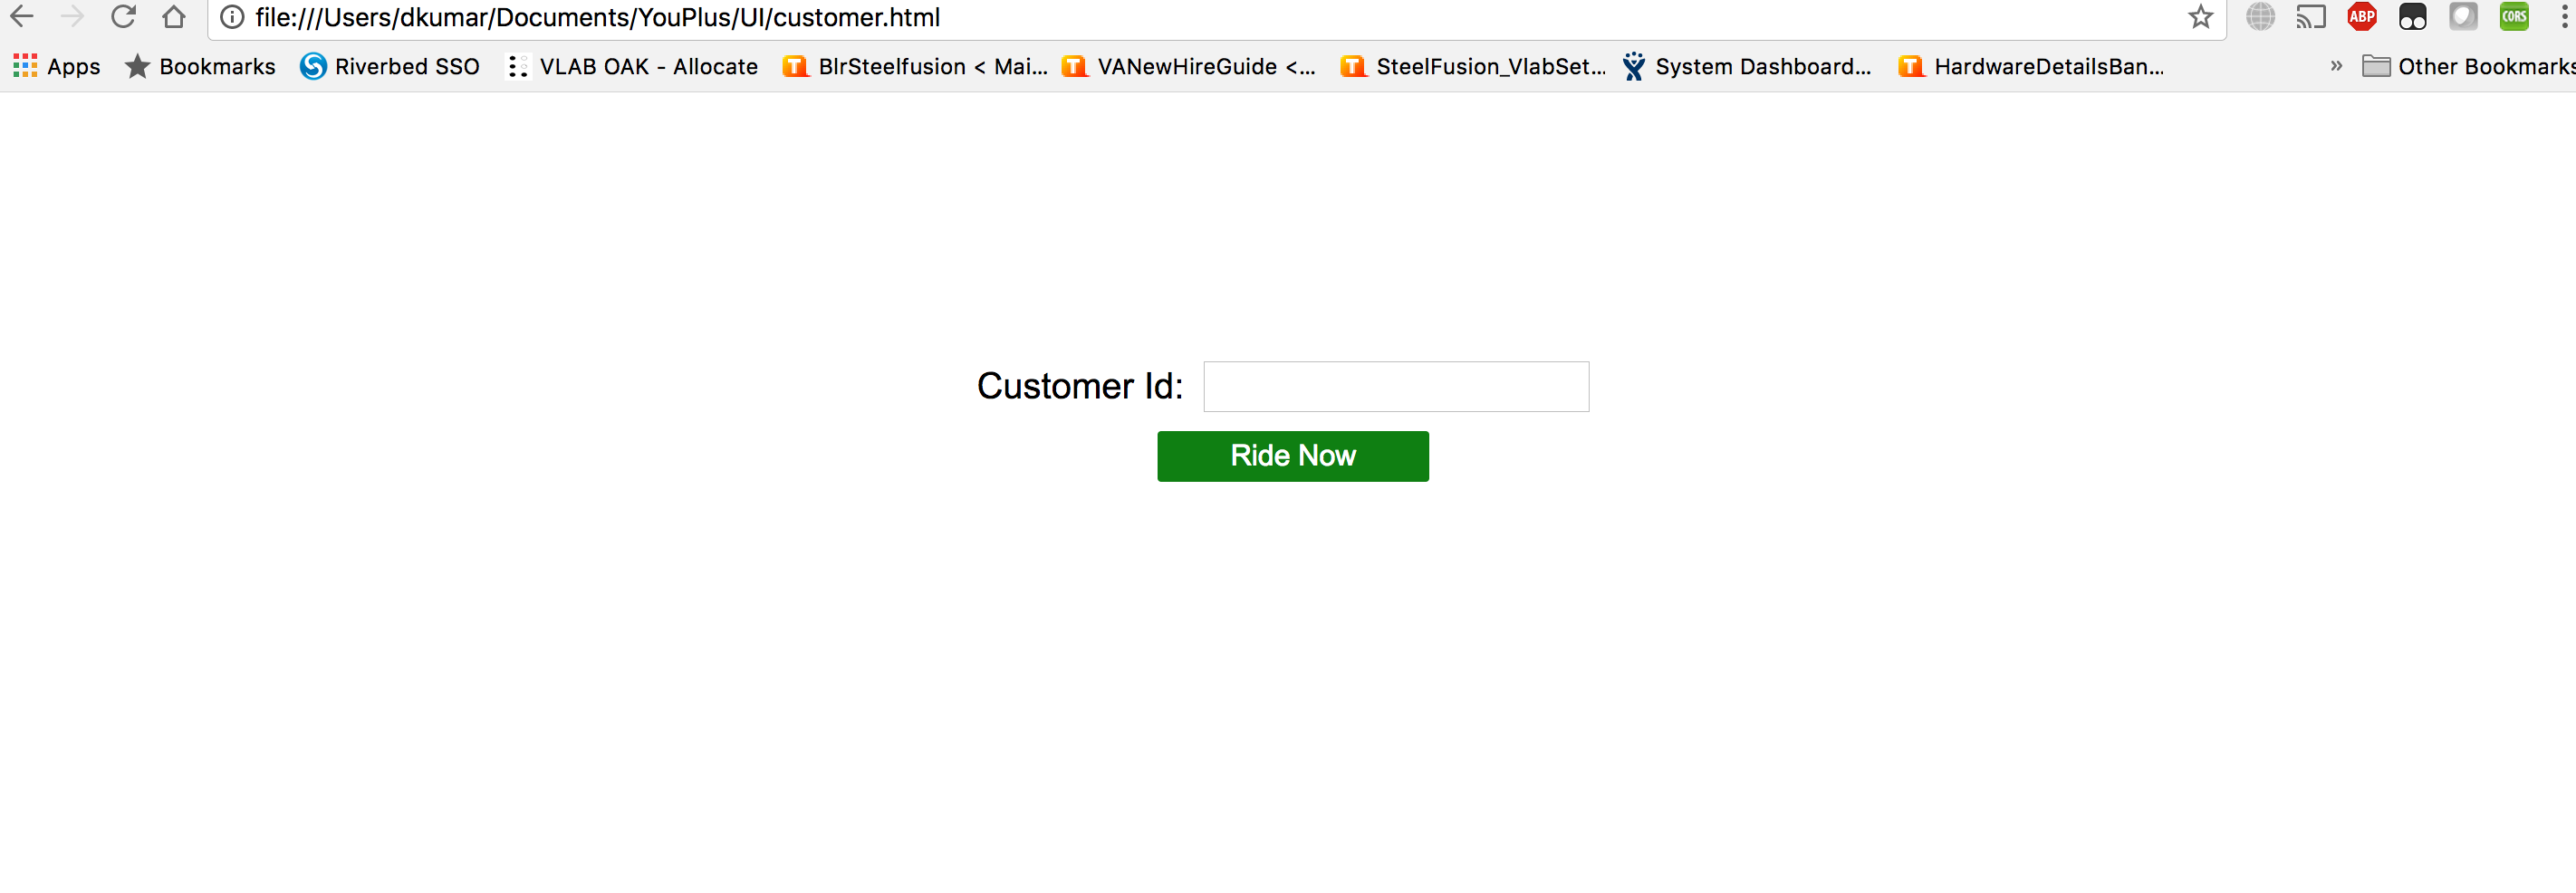 file:///Users/dkumar/Documents/YouPlus/UI/customer.html ABP CORS
Apps Bookmarks Riverbed SSO VLAB OAK - Allocate T BlrSteelfusion < Mai... T VANewHireGuide <... T SteelFusion_VlabSet... System Dashboard... T HardwareDetailsBan... » Other Bookmarks
Customer Id:
Ride Now